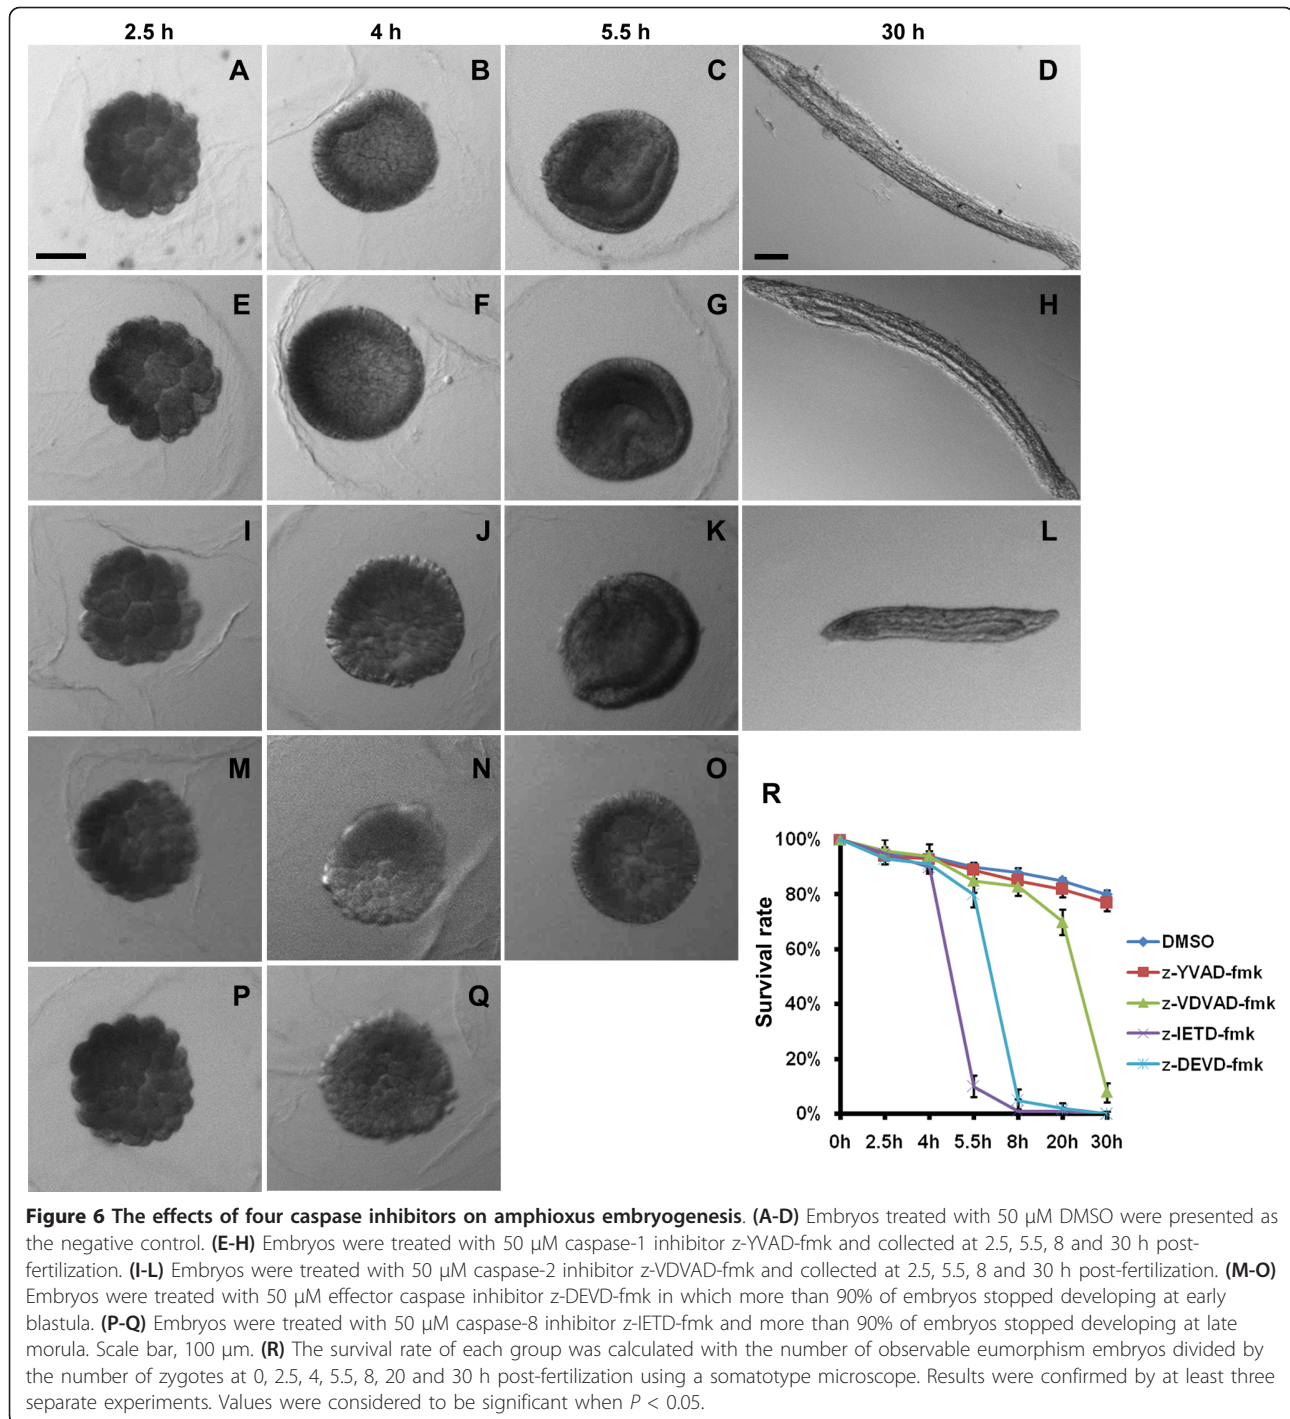 2.5 h 4 h 5.5 h 30 h
A B C D
E F G H
I J K L
M N O
P Q
R
100%
80%
60%
40%
20%
0%
Survival rate
0h 2.5h 4h 5.5h 8h 20h 30h
DMSO
z-YVAD-fmk
z-VDVAD-fmk
z-IETD-fmk
z-DEVD-fmk
Figure 6 The effects of four caspase inhibitors on amphioxus embryogenesis. (A-D) Embryos treated with 50 μM DMSO were presented as
the negative control. (E-H) Embryos were treated with 50 μM caspase-1 inhibitor z-YVAD-fmk and collected at 2.5, 5.5, 8 and 30 h post-
fertilization. (I-L) Embryos were treated with 50 μM caspase-2 inhibitor z-VDVAD-fmk and collected at 2.5, 5.5, 8 and 30 h post-fertilization. (M-O)
Embryos were treated with 50 μM effector caspase inhibitor z-DEVD-fmk in which more than 90% of embryos stopped developing at early
blastula. (P-Q) Embryos were treated with 50 μM caspase-8 inhibitor z-IETD-fmk and more than 90% of embryos stopped developing at late
morula. Scale bar, 100 μm. (R) The survival rate of each group was calculated with the number of observable eumorphism embryos divided by
the number of zygotes at 0, 2.5, 4, 5.5, 8, 20 and 30 h post-fertilization using a somatotype microscope. Results were confirmed by at least three
separate experiments. Values were considered to be significant when P < 0.05.